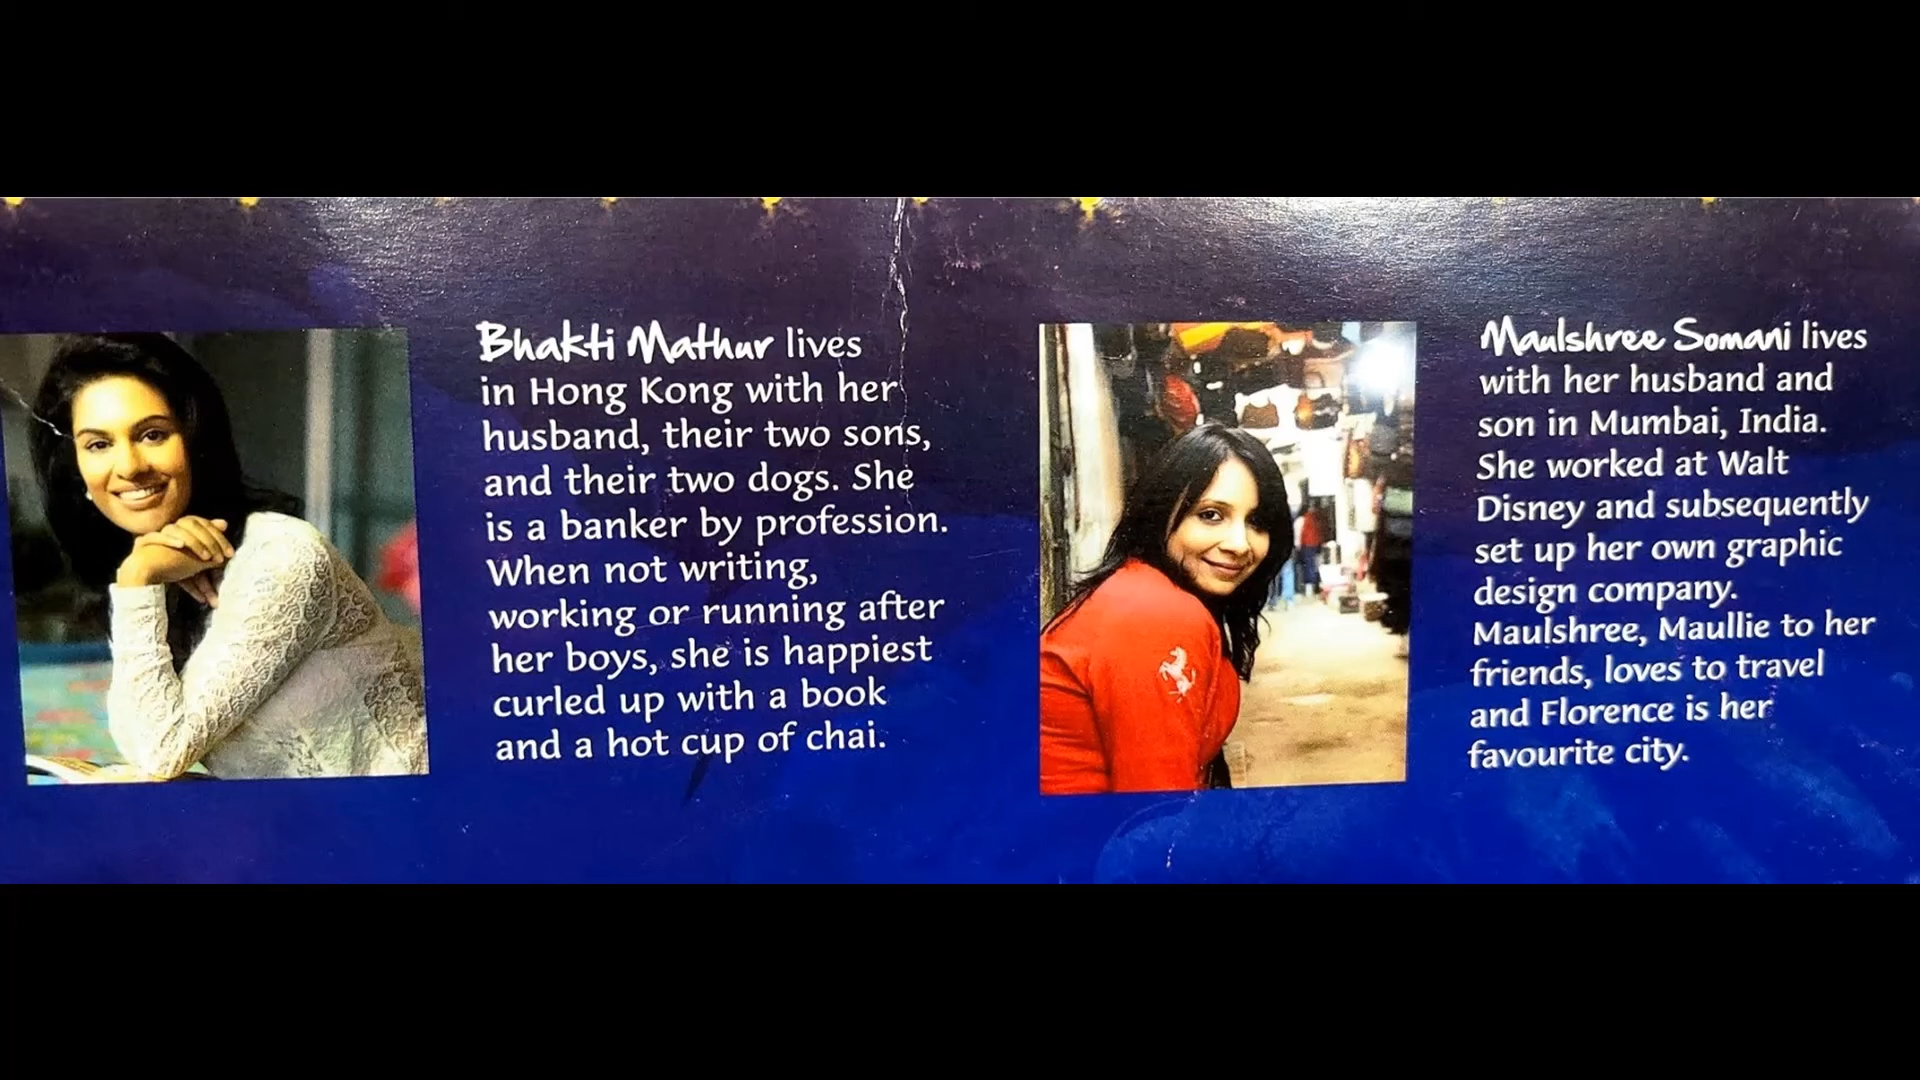 Bhakti Mathur lives
in Hong Kong with her
husband, their two sons,
and their two dogs. She
is a banker by profession.
When not writing,
working or running after
her boys, she is happiest
curled up with a book
and a hot cup of chai.
Maulshree Somani lives
with her husband and
son in Mumbai, India.
She worked at Walt
Disney and subsequently
set up her own graphic
design company.
Maulshree, Maullie to her
friends, loves to travel
and Florence is her
favourite city.